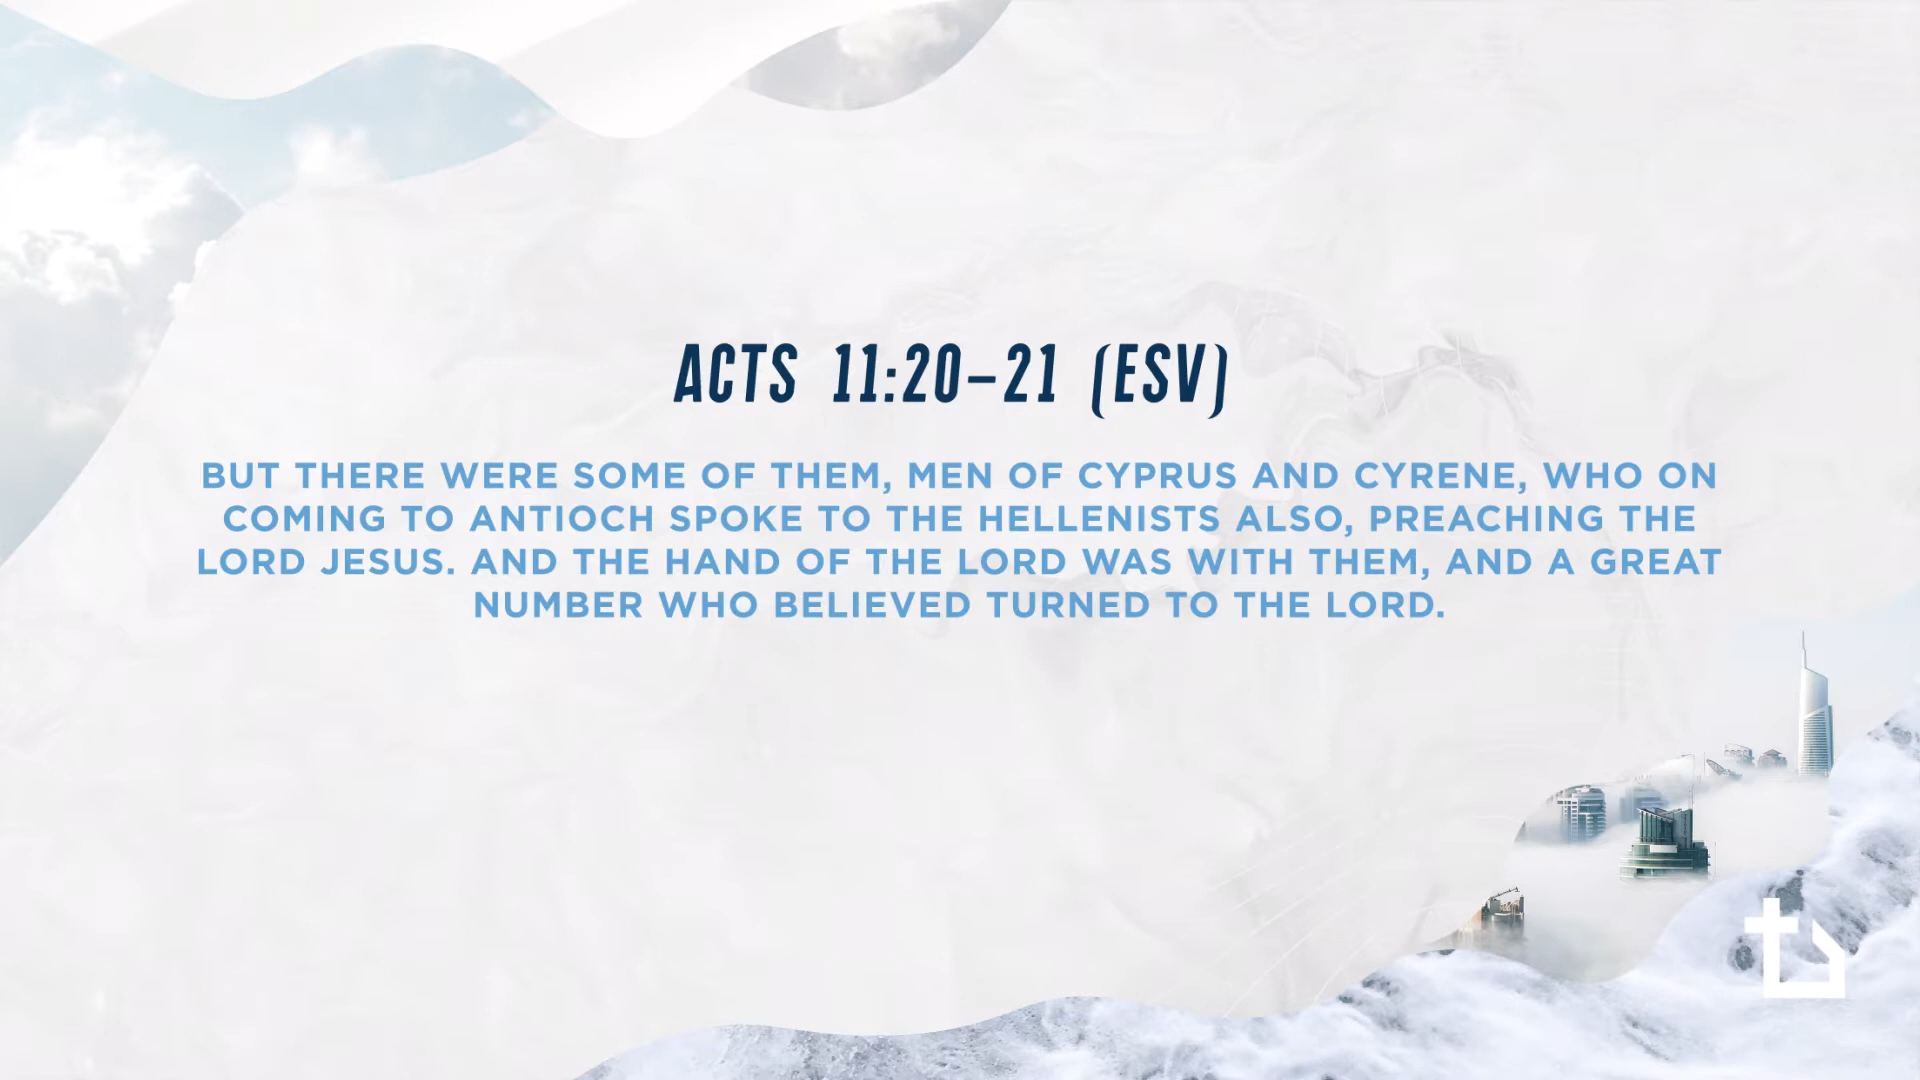 ACTS 11:20–21 (ESV)
BUT THERE WERE SOME OF THEM, MEN OF CYPRUS AND CYRENE, WHO ON
COMING TO ANTIOCH SPOKE TO THE HELLENISTS ALSO, PREACHING THE
LORD JESUS. AND THE HAND OF THE LORD WAS WITH THEM, AND A GREAT
NUMBER WHO BELIEVED TURNED TO THE LORD.